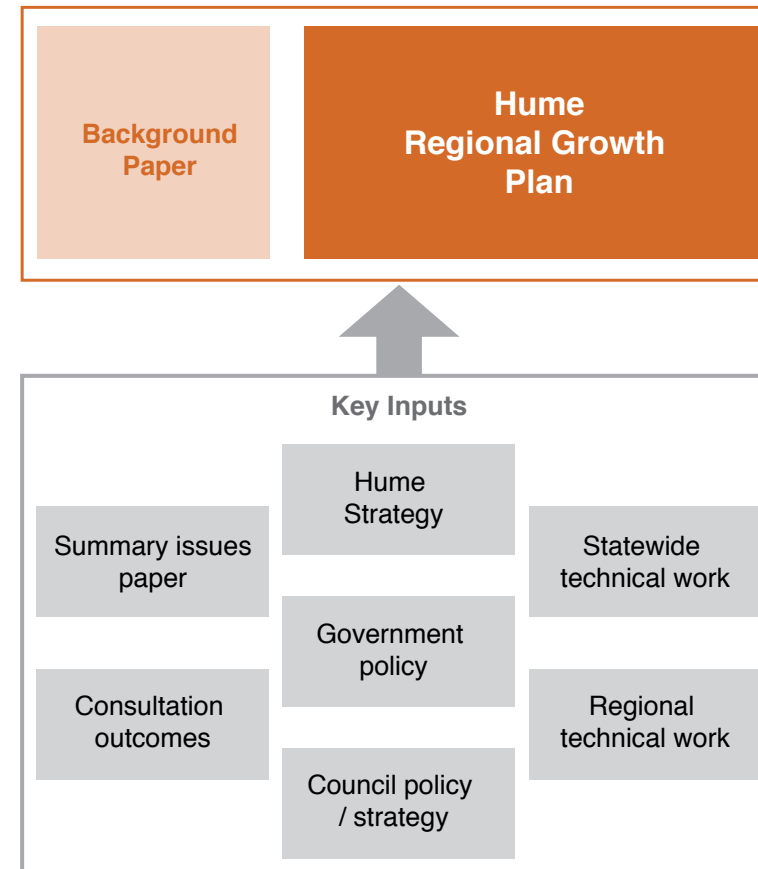 Background
Paper
Hume
Regional Growth
Plan
Key Inputs
Hume
Strategy
Summary issues
paper
Statewide
technical work
Government
policy
Consultation
outcomes
Regional
technical work
Council policy
/ strategy